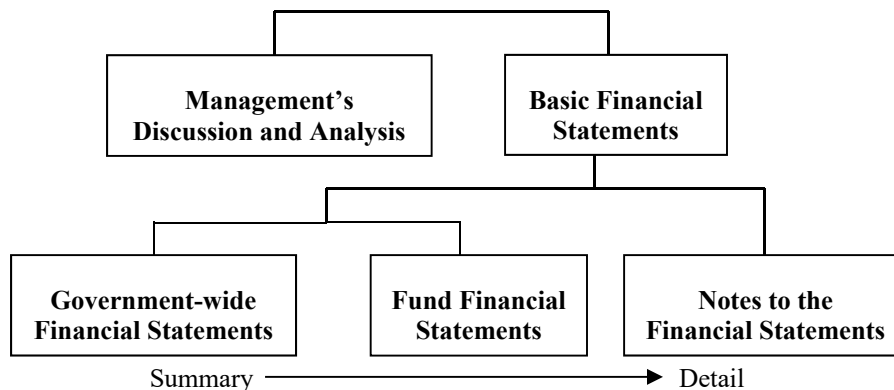 Management’s
Discussion and Analysis
Basic Financial
Statements
Government-wide
Financial Statements
Fund Financial
Statements
Notes to the
Financial Statements
Summary Detail